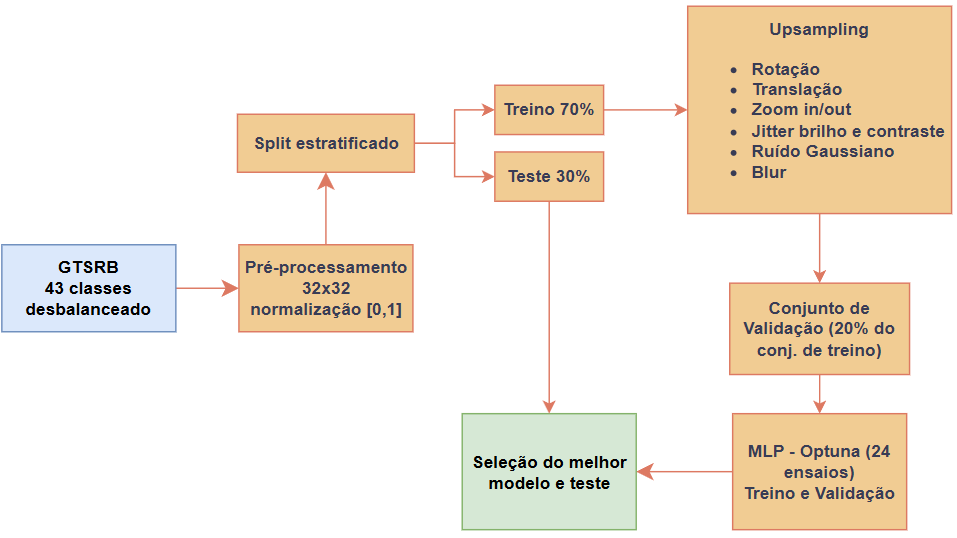 GTSRB
43 classes
desbalanceado
Pré-processamento
32x32
normalização [0,1]
Split estratificado
Treino 70%
Teste 30%
Upsampling
• Rotação
• Translação
• Zoom in/out
• Jitter brilho e contraste
• Ruído Gaussiano
• Blur
Conjunto de
Validação (20% do
conj. de treino)
MLP - Optuna (24
ensaios)
Treino e Validação
Seleção do melhor
modelo e teste